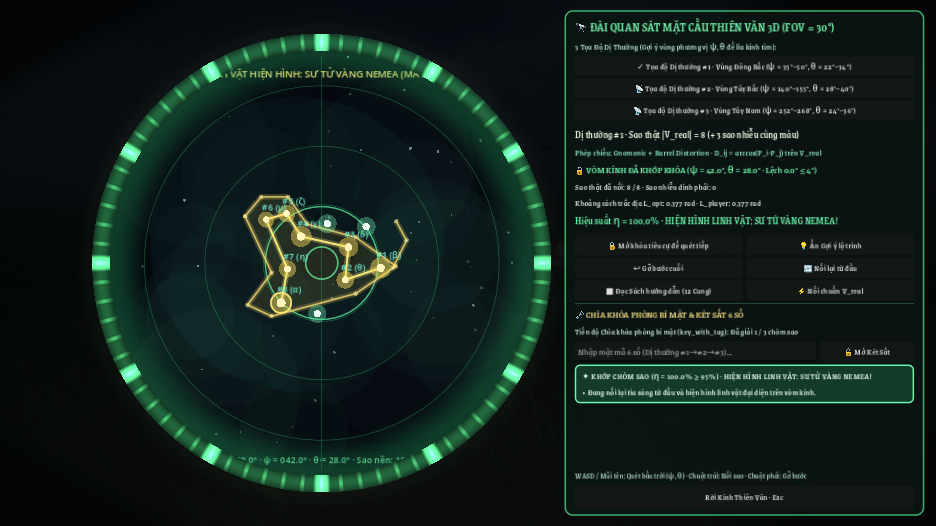 VẬT HIỆN HÌNH: SƯ TỬ VÀNG NEMEA (MA
#5 (ζ)
#6 (μ)
#4 (γ)
#3 (δ)
#1 (β)
#7 (η)
#2 (θ)
(α)
0° · ψ = 042.0° · θ = 28.0° · Sao nền: 1
🔭 ĐÀI QUAN SÁT MẶT CẦU THIÊN VĂN 3D (FOV = 30°)
3 Tọa Độ Dị Thường (Gợi ý vùng phương vị ψ, θ để lia kính tìm):
✓ Tọa độ Dị thường #1 · Vùng Đông Bắc (ψ = 35°–50°, θ = 22°–34°)
📡 Tọa độ Dị thường #2 · Vùng Tây Bắc (ψ = 140°–155°, θ = 28°–40°)
📡 Tọa độ Dị thường #3 · Vùng Tây Nam (ψ = 252°–268°, θ = 24°–36°)
Dị thường #1 · Sao thật |V_real| = 8 (+ 3 sao nhiễu cùng màu)
Phép chiếu: Gnomonic + Barrel Distortion · D_ij = arccos(P_i·P_j) trên V_real
🔒 VÒM KÍNH ĐÃ KHỚP KHÓA (ψ = 42.0°, θ = 28.0° · Lệch 0.0° ≤ 4°)
Sao thật đã nối: 8 / 8 · Sao nhiễu dính phải: 0
Khoảng cách trắc địa L_opt: 0.377 rad · L_player: 0.377 rad
Hiệu suất η = 100.0% · HIỆN HÌNH LINH VẬT: SƯ TỬ VÀNG NEMEA!
🔓 Mở khóa tiêu cự để quét tiếp
💡 Ẩn Gợi ý lộ trình
↩ Gỡ bước cuối
🔄 Nối lại từ đầu
Đọc Sách hướng dẫn (12 Cung)
⚡ Nối chuẩn V_real
🗝 CHÌA KHÓA PHÒNG BÍ MẬT & KÉT SẮT 6 SỐ
Tiến độ Chìa khóa phòng bí mật (key_with_tag): Đã giải 1 / 3 chòm sao
Nhập mật mã 6 số (Dị thường #1→#2→#3)...
🔓 Mở Két Sắt
✦ KHỚP CHÒM SAO (η = 100.0% ≥ 95%) · HIỆN HÌNH LINH VẬT: SƯ TỬ VÀNG NEMEA!
• Đang nối lại tia sáng từ đầu và hiện hình linh vật đại diện trên vòm kính.
WASD / Mũi tên: Quét bầu trời (ψ, θ) · Chuột trái: Nối sao · Chuột phải: Gỡ bước
Rời Kính Thiên Văn · Esc